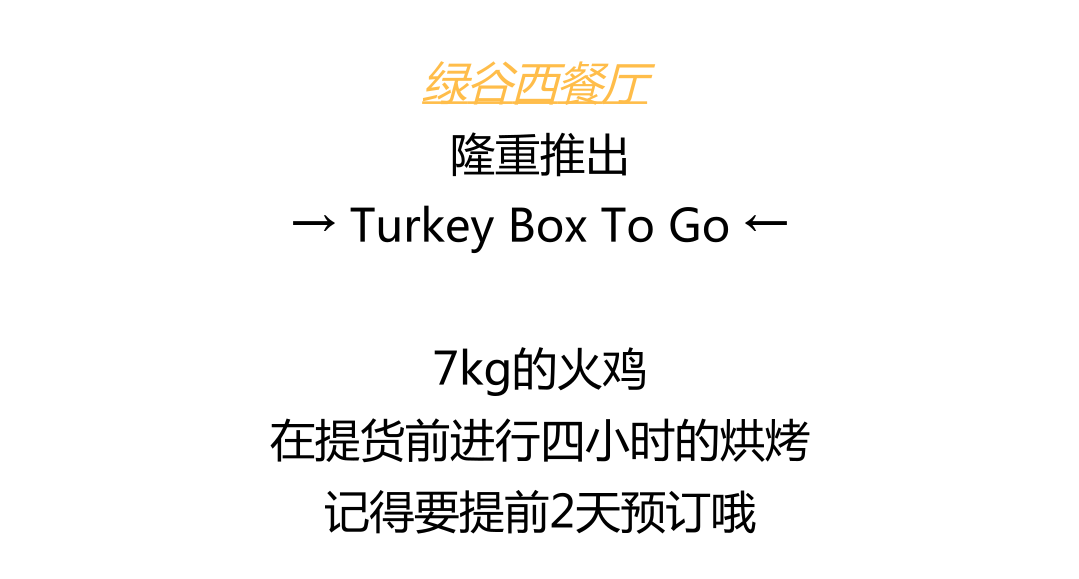 绿谷西餐厅
隆重推出
→ Turkey Box To Go ←
7kg的火鸡
在提货前进行四小时的烘烤
记得要提前2天预订哦